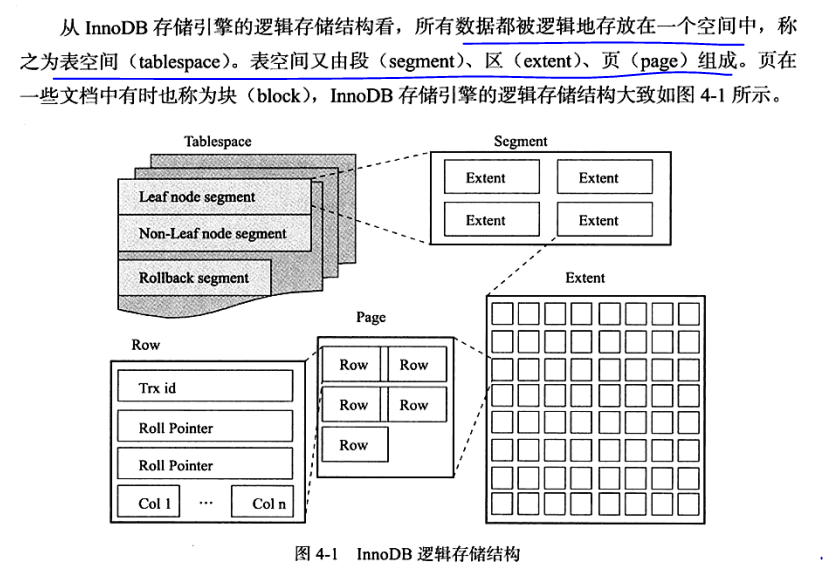 从 InnoDB 存储引擎的逻辑存储结构看，所有数据都被逻辑地存放在一个空间中，称
之为表空间（tablespace）。表空间又由段（segment）、区（extent）、页（page）组成。页在
一些文档中有时也称为块（block），InnoDB 存储引擎的逻辑存储结构大致如图 4-1 所示。
Tablespace
Leaf node segment
Non-Leaf node segment
Rollback segment
Segment
Extent
Extent
Extent
Extent
Extent
Page
Row
Row
Row
Row
Row
Row
Trx id
Roll Pointer
Roll Pointer
Col 1
...
Col n
图 4-1 InnoDB 逻辑存储结构